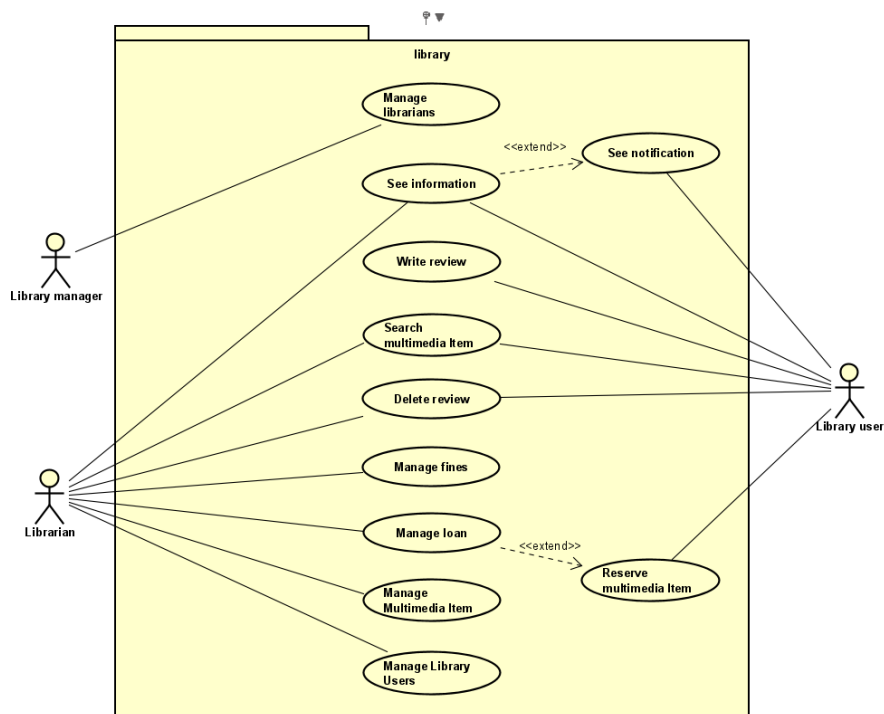 library
Manage
librarians
<<extend>>
See notification
See information
Write review
Library manager
Search
multimedia Item
Delete review
Library user
Manage fines
Librarian
Manage loan
<<extend>>
Reserve
multimedia Item
Manage
Multimedia Item
Manage Library
Users